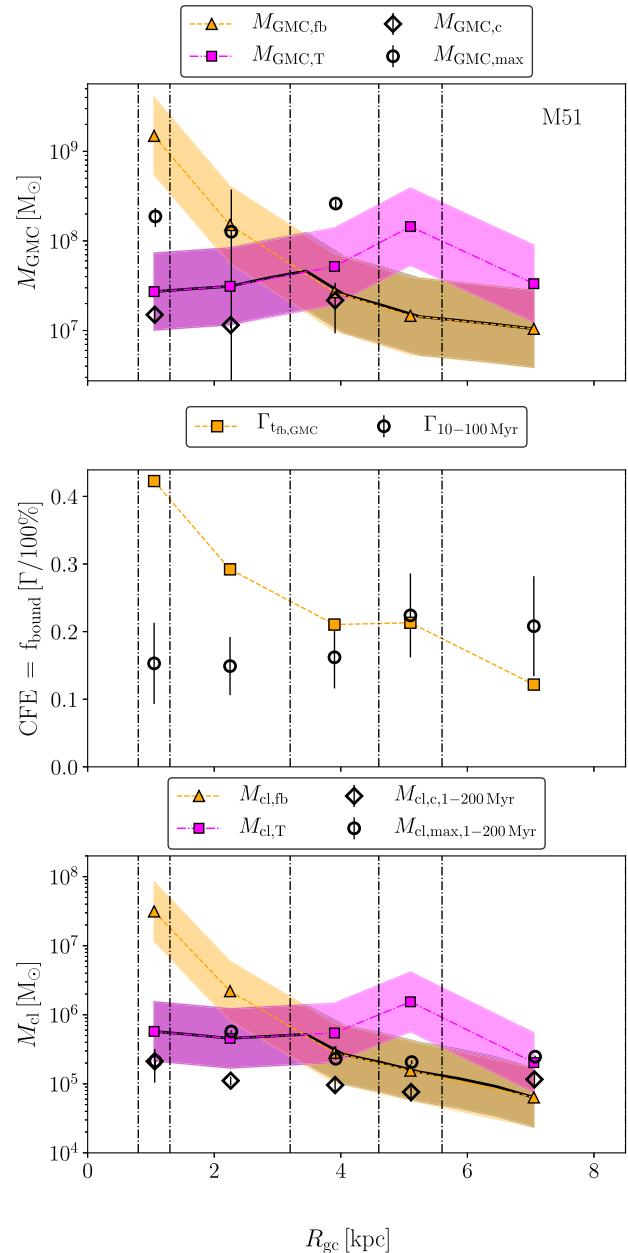 M_GMC,fb M_GMC,c
M_GMC,T M_GMC,max
M51
M_GMC [M_⊙]
10^9
10^8
10^7
Γ_t_fb,GMC Γ_10−100 Myr
CFE = f_bound [Γ/100%]
0.4
0.3
0.2
0.1
0.0
M_cl,fb M_cl,c,1−200 Myr
M_cl,T M_cl,max,1−200 Myr
M_cl [M_⊙]
10^8
10^7
10^6
10^5
10^4
0 2 4 6 8
R_gc [kpc]